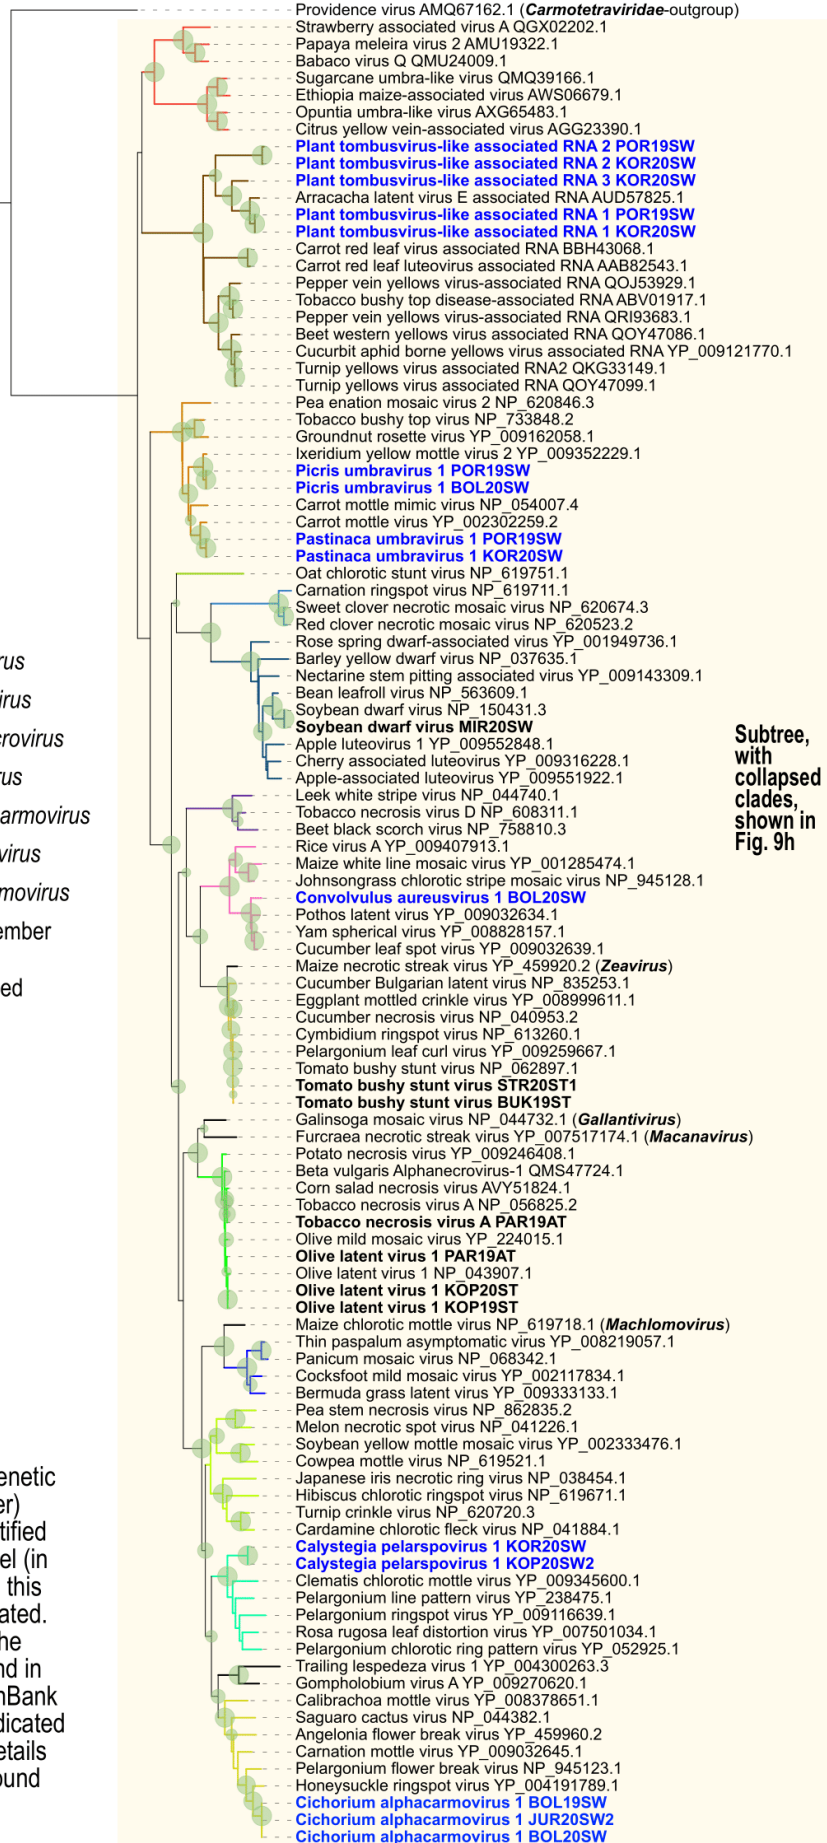 Providence virus AMQ67162.1 (Carmotetraviridae-outgroup)
Strawberry associated virus A QGX02202.1
Papaya meleira virus 2 AMU19322.1
Babaco virus Q QMU24009.1
Sugarcane umbra-like virus QMQ39166.1
Ethiopia maize-associated virus AWS06679.1
Opuntia umbra-like virus AXG65483.1
Citrus yellow vein-associated virus AGG23390.1
Plant tombusvirus-like associated RNA 2 POR19SW
Plant tombusvirus-like associated RNA 2 KOR20SW
Plant tombusvirus-like associated RNA 3 KOR20SW
Arracacha latent virus E associated RNA AUD57825.1
Plant tombusvirus-like associated RNA 1 POR19SW
Plant tombusvirus-like associated RNA 1 KOR20SW
Carrot red leaf virus associated RNA BBH43068.1
Carrot red leaf luteovirus associated RNA AAB82543.1
Pepper vein yellows virus-associated RNA QOJ53929.1
Tobacco bushy top disease-associated RNA ABV01917.1
Pepper vein yellows virus-associated RNA QRI93683.1
Beet western yellows virus associated RNA QOY47086.1
Cucurbit aphid borne yellows virus associated RNA YP_009121770.1
Turnip yellows virus associated RNA2 QKG33149.1
Turnip yellows virus associated RNA QOY47099.1
Pea enation mosaic virus 2 NP_620846.3
Tobacco bushy top virus NP_733848.2
Groundnut rosette virus YP_009162058.1
Ixeridium yellow mottle virus 2 YP_009352229.1
Picris umbravirus 1 POR19SW
Picris umbravirus 1 BOL20SW
Carrot mottle mimic virus NP_054007.4
Carrot mottle virus YP_002302259.2
Pastinaca umbravirus 1 POR19SW
Pastinaca umbravirus 1 KOR20SW
Oat chlorotic stunt virus NP_619751.1
Carnation ringspot virus NP_619711.1
Sweet clover necrotic mosaic virus NP_620674.3
Red clover necrotic mosaic virus NP_620523.2
Rose spring dwarf-associated virus YP_001949736.1
Barley yellow dwarf virus NP_037635.1
Nectarine stem pitting associated virus YP_009143309.1
Bean leafroll virus NP_563609.1
Soybean dwarf virus NP_150431.3
Soybean dwarf virus MIR20SW
Apple luteovirus 1 YP_009552848.1
Cherry associated luteovirus YP_009316228.1
Apple-associated luteovirus YP_009551922.1
Leek white stripe virus NP_044740.1
Tobacco necrosis virus D NP_608311.1
Beet black scorch virus NP_758810.3
Rice virus A YP_009407913.1
Maize white line mosaic virus YP_001285474.1
Johnsongrass chlorotic stripe mosaic virus NP_945128.1
Convolvulus aureusvirus 1 BOL20SW
Pothos latent virus YP_009032634.1
Yam spherical virus YP_008828157.1
Cucumber leaf spot virus YP_009032639.1
Maize necrotic streak virus YP_459920.2 (Zeavirus)
Cucumber Bulgarian latent virus NP_835253.1
Eggplant mottled crinkle virus YP_008999611.1
Cucumber necrosis virus NP_040953.2
Cymbidium ringspot virus NP_613260.1
Pelargonium leaf curl virus YP_009259667.1
Tomato bushy stunt virus NP_062897.1
Tomato bushy stunt virus STR20ST1
Tomato bushy stunt virus BUK19ST
Galinsoga mosaic virus NP_044732.1 (Gallantivirus)
Furcraea necrotic streak virus YP_007517174.1 (Macanavirus)
Potato necrosis virus YP_009246408.1
Beta vulgaris Alphanecrovirus-1 QMS47724.1
Corn salad necrosis virus AVY51824.1
Tobacco necrosis virus A NP_056825.2
Tobacco necrosis virus A PAR19AT
Olive mild mosaic virus YP_224015.1
Olive latent virus 1 PAR19AT
Olive latent virus 1 NP_043907.1
Olive latent virus 1 KOP20ST
Olive latent virus 1 KOP19ST
Maize chlorotic mottle virus NP_619718.1 (Machlomovirus)
Thin paspalum asymptomatic virus YP_008219057.1
Panicum mosaic virus NP_068342.1
Cocksfoot mild mosaic virus YP_002117834.1
Bermuda grass latent virus YP_009333133.1
Pea stem necrosis virus NP_862835.2
Melon necrotic spot virus NP_041226.1
Soybean yellow mottle mosaic virus YP_002333476.1
Cowpea mottle virus NP_619521.1
Japanese iris necrotic ring virus NP_038454.1
Hibiscus chlorotic ringspot virus NP_619671.1
Turnip crinkle virus NP_620720.3
Cardamine chlorotic fleck virus NP_041884.1
Calystegia pelarspovirus 1 KOR20SW
Calystegia pelarspovirus 1 KOP20SW2
Clematis chlorotic mottle virus YP_009345600.1
Pelargonium line pattern virus YP_238475.1
Pelargonium ringspot virus YP_009116639.1
Rosa rugosa leaf distortion virus YP_007501034.1
Pelargonium chlorotic ring pattern virus YP_052925.1
Trailing lespedeza virus 1 YP_004300263.3
Gompholobium virus A YP_009270620.1
Calibrachoa mottle virus YP_008378651.1
Saguaro cactus virus NP_044382.1
Angelonia flower break virus YP_459960.2
Carnation mottle virus YP_009032645.1
Pelargonium flower break virus NP_945123.1
Honeysuckle ringspot virus YP_004191789.1
Cichorium alphacarmovirus 1 BOL19SW
Cichorium alphacarmovirus 1 JUR20SW2
Cichorium alphacarmovirus 1 BOL20SW
Subtree,
with
collapsed
clades,
shown in
Fig. 9h
rus
irus
crovirus
rus
armovirus
virus
movirus
ember
ed
enetic
er)
tified
el (in
this
ated.
he
nd in
nBank
dicated
etails
ound